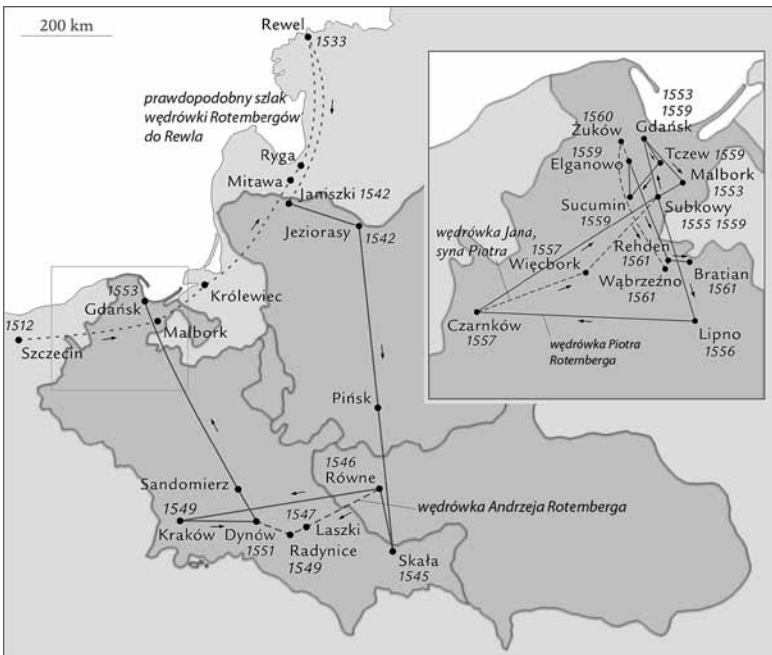 200 km
Rewel
1533
prawdopodobny szlak
wędrówki Rotembergów
do Rewla
Ryga
Mitawa
Janiszki 1542
Jeziorasy
1542
1553
Gdańsk
Królewiec
1512
Malbork
Szczecin
Pińsk
1546
Sandomierz
Równe
1549
1547
wędrówka Andrzeja Rotemberga
Kraków
Dynów
Laszki
1551
Radynice
1549
Skała
1545
1553
1559
1560
Gdańsk
Żuków
1559
Tczew 1559
Elganowo
Malbork
1553
Sucumin
Subkowy
1559
1555 1559
wędrówka Jana,
syna Piotra
1557
Rehden
Więcbork
1561
Bratian
Wąbrzeźno
1561
1561
Czarnków
Lipno
1557
wędrówka Piotra
Rotemberga
1556